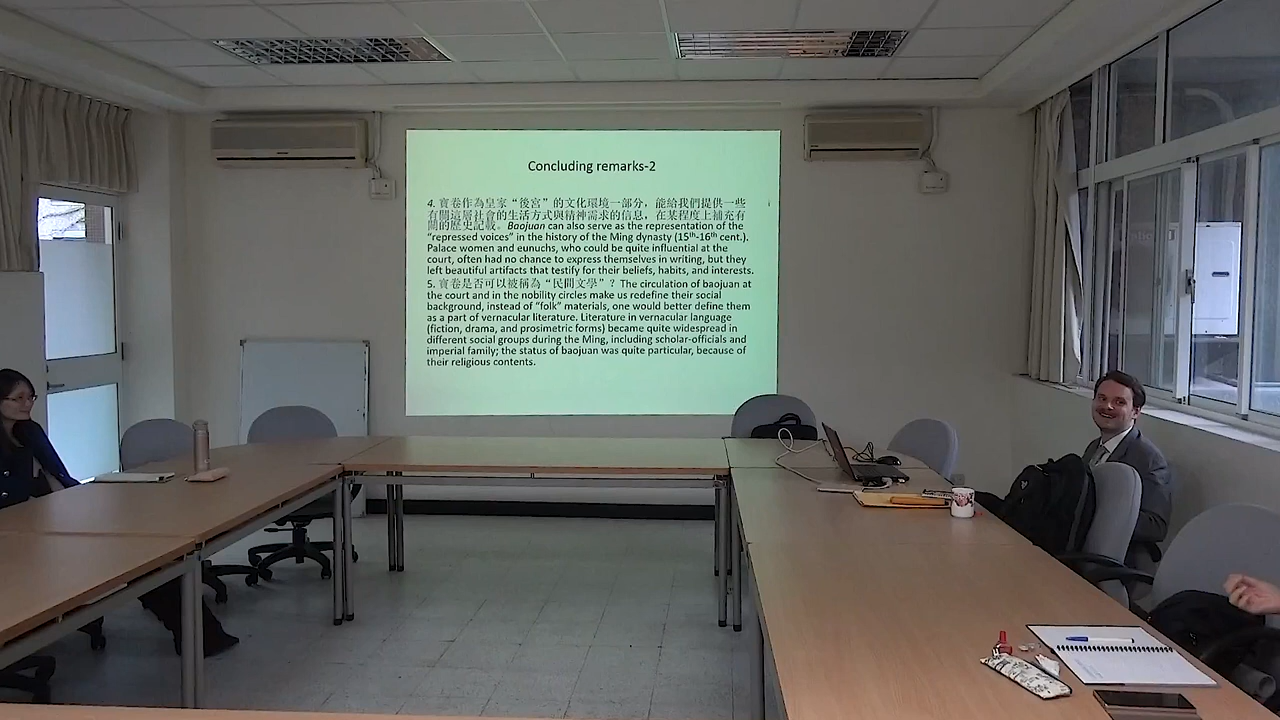 Concluding remarks-2
4. 寶卷作為皇家“後宮”的文化環境一部分，能給我們提供一些
有關這層社會的生活方式與精神需求的信息，在某程度上補充有
關的歷史記載。Baojuan can also serve as the representation of the
“repressed voices” in the history of the Ming dynasty (15th-16th cent.).
Palace women and eunuchs, who could be quite influential at the
court, often had no chance to express themselves in writing, but they
left beautiful artifacts that testify for their beliefs, habits, and interests.
5. 寶卷是否可以被稱為“民間文學”？The circulation of baojuan at
the court and in the nobility circles make us redefine their social
background, instead of “folk” materials, one would better define them
as a part of vernacular literature. Literature in vernacular language
(fiction, drama, and prosimetric forms) became quite widespread in
different social groups during the Ming, including scholar-officials and
imperial family; the status of baojuan was quite particular, because of
their religious contents.